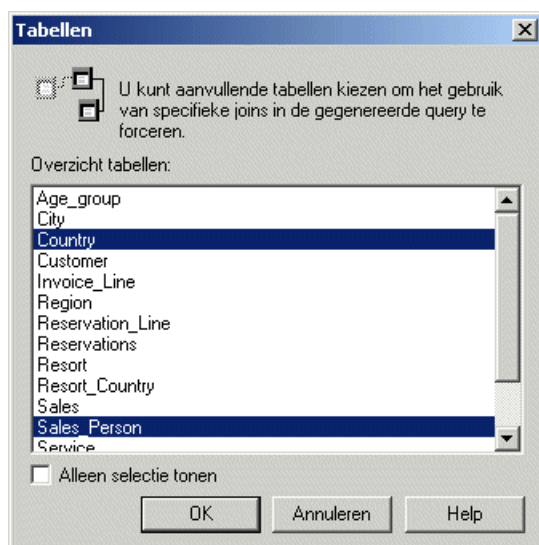 Tabellen
U kunt aanvullende tabellen kiezen om het gebruik
van specifieke joins in de gegenereerde query te
forceren.
Overzicht tabellen:
Age_group
City
Country
Customer
Invoice_Line
Region
Reservation_Line
Reservations
Resort
Resort_Country
Sales
Sales_Person
Service
Alleen selectie tonen
OK
Annuleren
Help